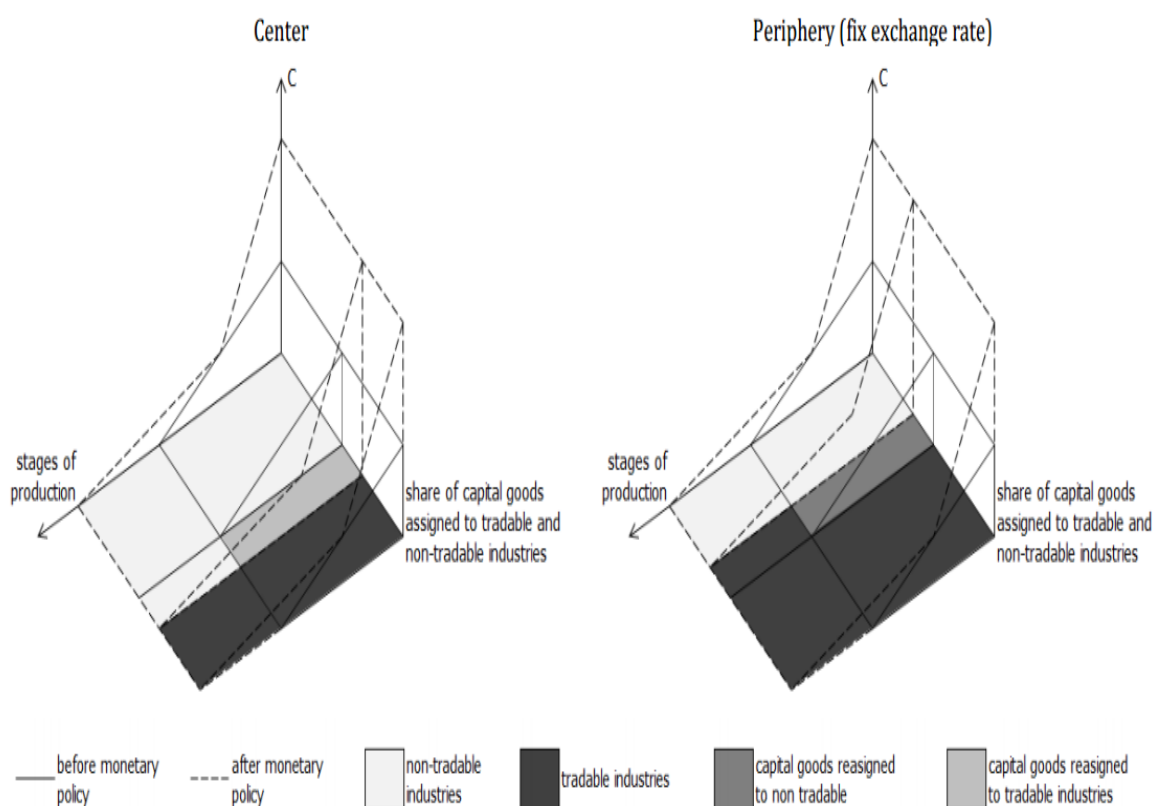 Center
Periphery (fix exchange rate)
C
C
stages of
production
share of capital goods
assigned to tradable and
non-tradable industries
stages of
production
share of capital goods
assigned to tradable and
non-tradable industries
before monetary
policy
after monetary
policy
non-tradable
industries
tradable industries
capital goods reasigned
to non tradable
capital goods reasigned
to tradable industries